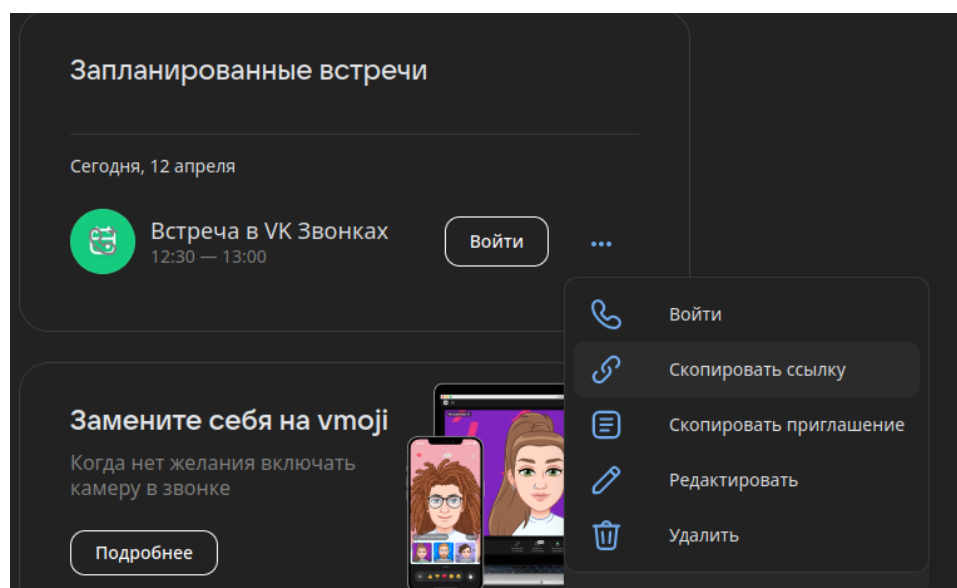 Запланированные встречи
Сегодня, 12 апреля
Встреча в VK Звонках
12:30 — 13:00
Войти
Войти
Скопировать ссылку
Скопировать приглашение
Редактировать
Удалить
Замените себя на vmoji
Когда нет желания включать
камеру в звонке
Подробнее